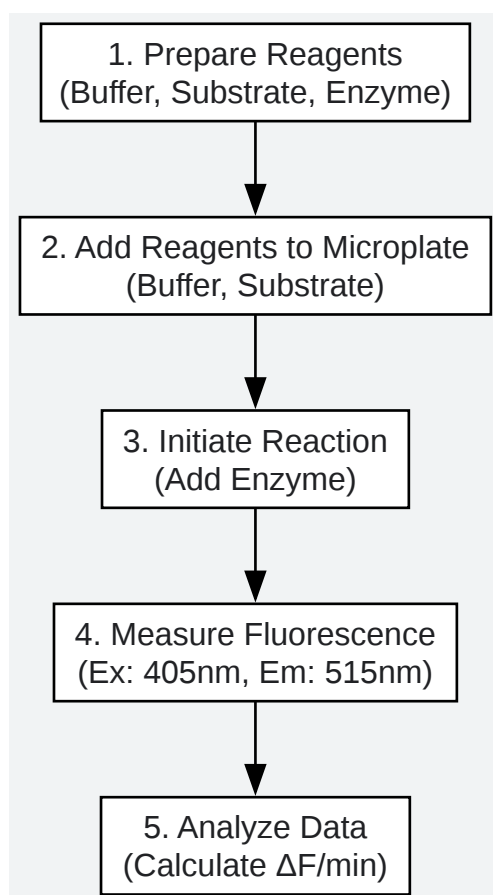 1. Prepare Reagents
(Buffer, Substrate, Enzyme)
2. Add Reagents to Microplate
(Buffer, Substrate)
3. Initiate Reaction
(Add Enzyme)
4. Measure Fluorescence
(Ex: 405nm, Em: 515nm)
5. Analyze Data
(Calculate ΔF/min)